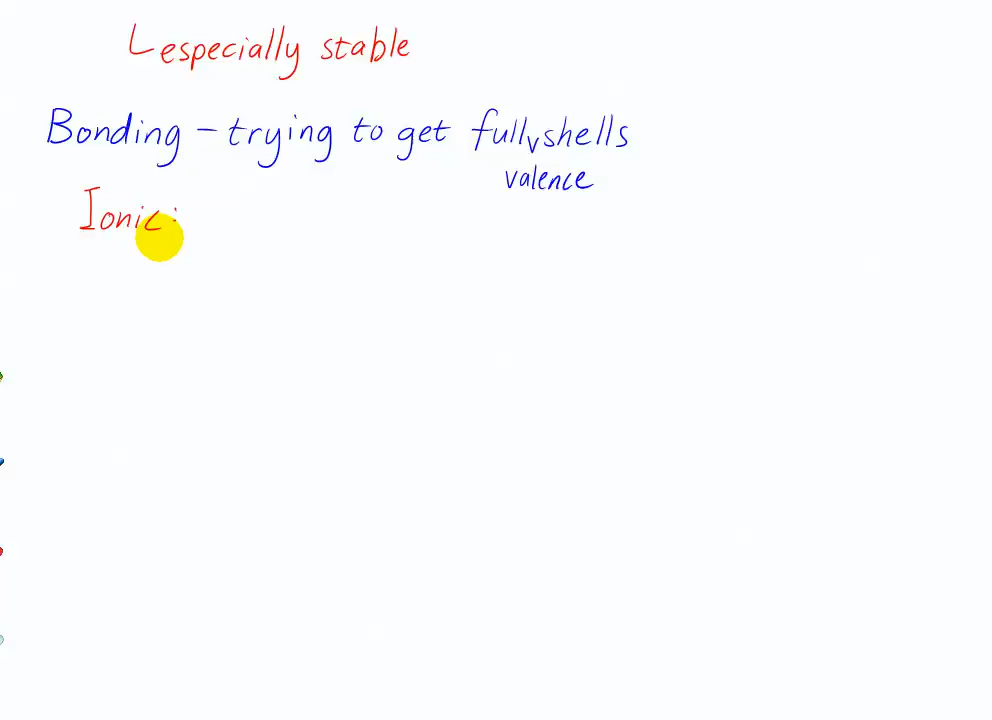 especially stable
Bonding - trying to get full shells
valence
Ionic: